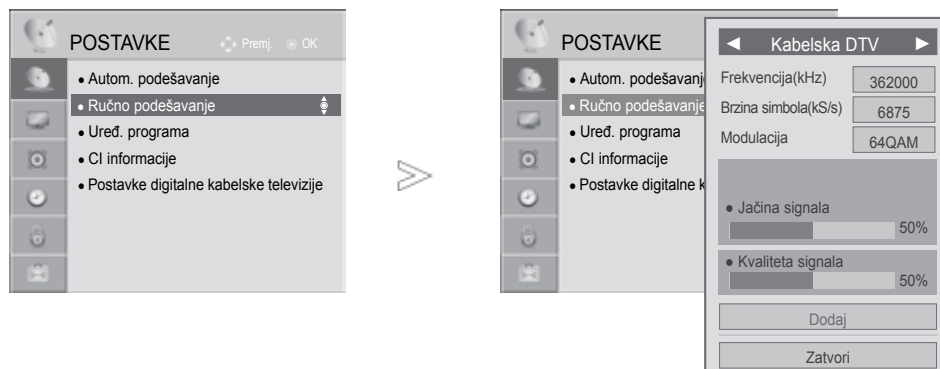 POSTAVKE
Premj. OK
• Autom. podešavanje
• Ručno podešavanje
• Uređ. programa
• CI informacije
• Postavke digitalne kabelske televizije
>
POSTAVKE
• Autom. podešavanj
• Ručno podešavanje
• Uređ. programa
• CI informacije
• Postavke digitalne k
◄ Kabelska DTV ►
Frekvencija(kHz) 362000
Brzina simbola(kS/s) 6875
Modulacija 64QAM
• Jačina signala
50%
• Kvaliteta signala
50%
Dodaj
Zatvori